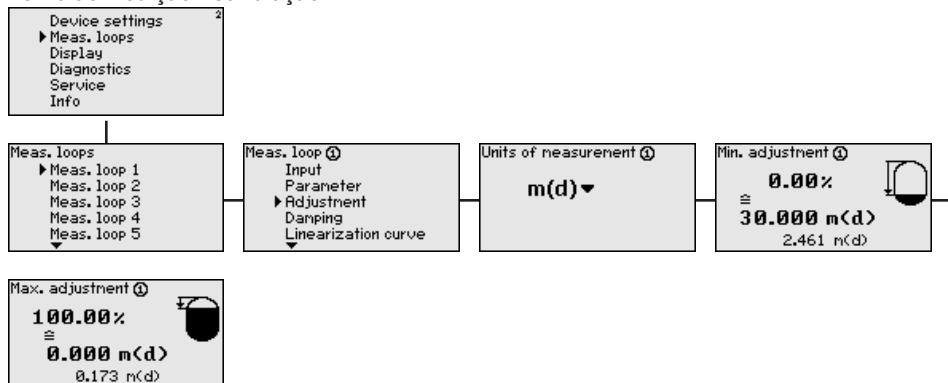 Device settings
2
Meas. loops
Display
Diagnostics
Service
Info
Meas. loops
Meas. loop 1
Meas. loop 2
Meas. loop 3
Meas. loop 4
Meas. loop 5
Meas. loop ①
Input
Parameter
Adjustment
Damping
Linearization curve
Units of measurement ①
m(d)▼
Min. adjustment ①
0.00%
≙
30.000 m(d)
2.461 m(d)
Max. adjustment ①
100.00%
≙
0.000 m(d)
0.173 m(d)